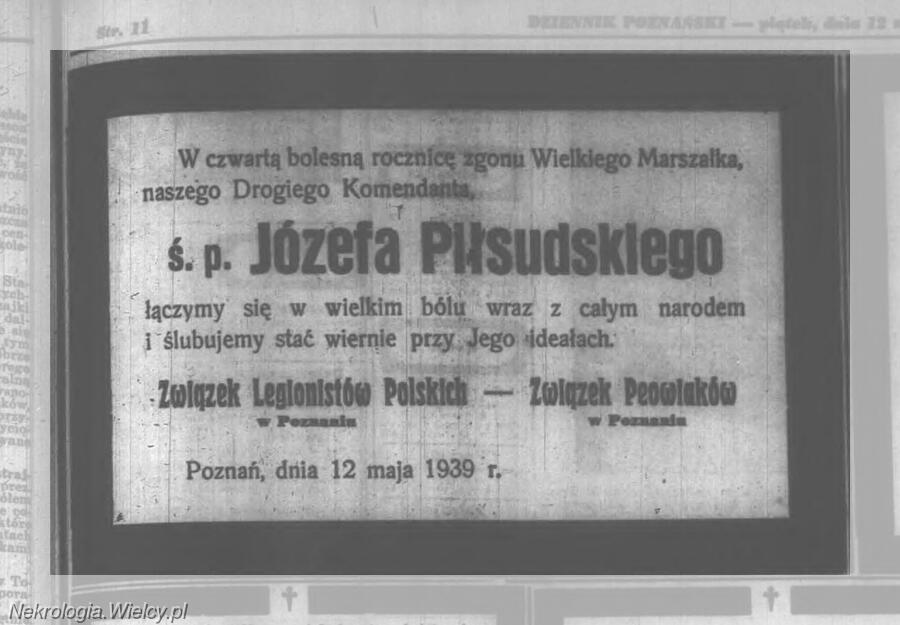 Str. 11
DZIENNIK POZNAŃSKI — piątek, dnia 12
W czwartą bolesną rocznicę zgonu Wielkiego Marszałka,
naszego Drogiego Komendanta,
ś. p. Józefa Piłsudskiego
łączymy się w wielkim bólu wraz z całym narodem
i ślubujemy stać wiernie przy Jego ideałach.
Związek Legionistów Polskich — Związek Peowiaków
w Poznaniu w Poznaniu
Poznań, dnia 12 maja 1939 r.
Nekrologia.Wielcy.pl